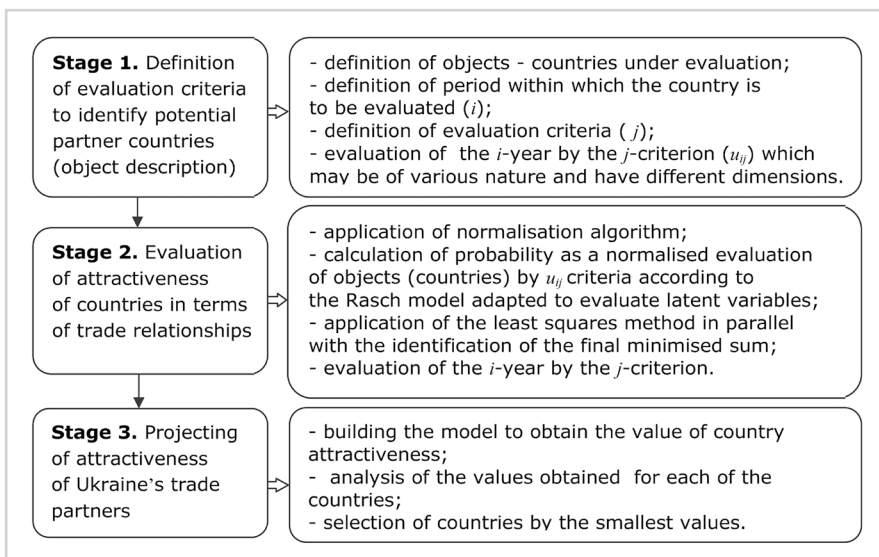 Stage 1. Definition
of evaluation criteria
to identify potential
partner countries
(object description)
- definition of objects - countries under evaluation;
- definition of period within which the country is
to be evaluated (i);
- definition of evaluation criteria ( j);
- evaluation of the i-year by the j-criterion (uij) which
may be of various nature and have different dimensions.
Stage 2. Evaluation
of attractiveness
of countries in terms
of trade relationships
- application of normalisation algorithm;
- calculation of probability as a normalised evaluation
of objects (countries) by uij criteria according to
the Rasch model adapted to evaluate latent variables;
- application of the least squares method in parallel
with the identification of the final minimised sum;
- evaluation of the i-year by the j-criterion.
Stage 3. Projecting
of attractiveness
of Ukraine's trade
partners
- building the model to obtain the value of country
attractiveness;
- analysis of the values obtained for each of the
countries;
- selection of countries by the smallest values.